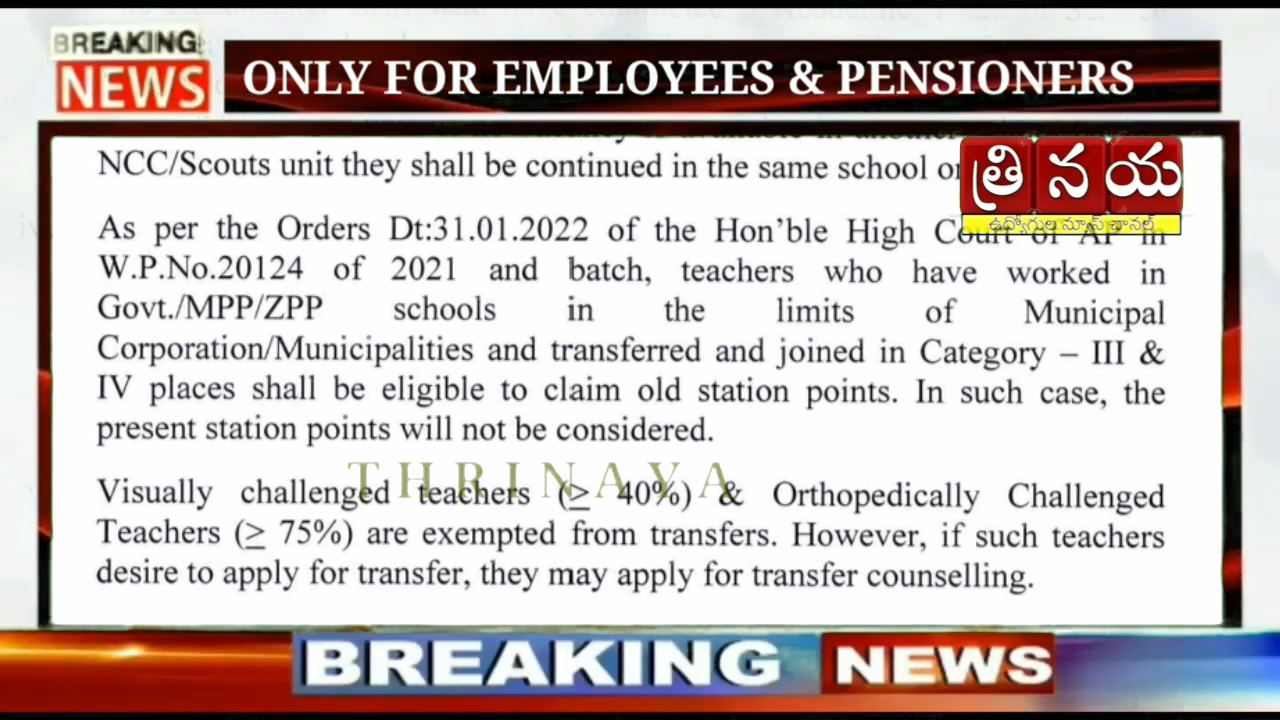 BREAKING
NEWS
ONLY FOR EMPLOYEES & PENSIONERS
NCC/Scouts unit they shall be continued in the same school
త్రినయ
ఉద్యోగుల న్యూస్ ఛానల్
As per the Orders Dt:31.01.2022 of the Hon'ble High Court of AP in
W.P.No.20124 of 2021 and batch, teachers who have worked in
Govt./MPP/ZPP schools in the limits of Municipal
Corporation/Municipalities and transferred and joined in Category – III &
IV places shall be eligible to claim old station points. In such case, the
present station points will not be considered.
THRINAYA
Visually challenged teachers (≥ 40%) & Orthopedically Challenged
Teachers (≥ 75%) are exempted from transfers. However, if such teachers
desire to apply for transfer, they may apply for transfer counselling.
BREAKING NEWS